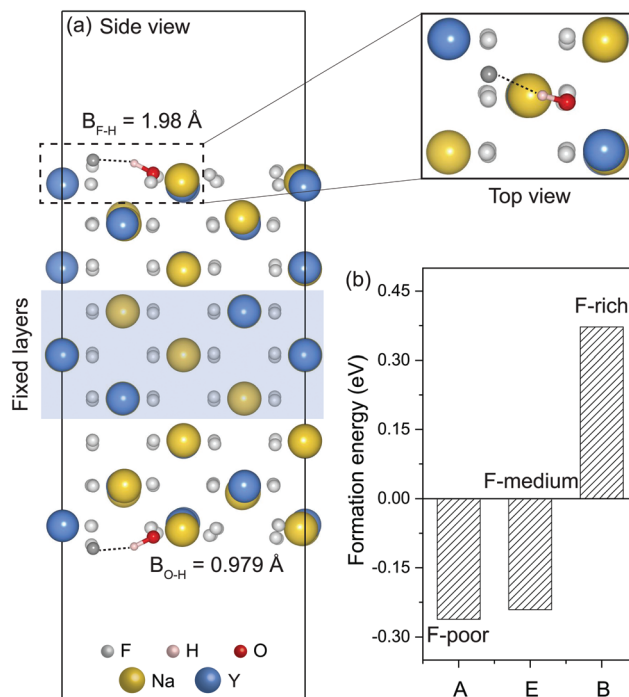 (a) Side view
B_F-H = 1.98 Å
Top view
Fixed layers
B_O-H = 0.979 Å
F H O
Na Y
(b)
Formation energy (eV)
0.45
0.30
0.15
0.00
-0.15
-0.30
F-rich
F-medium
F-poor
A E B